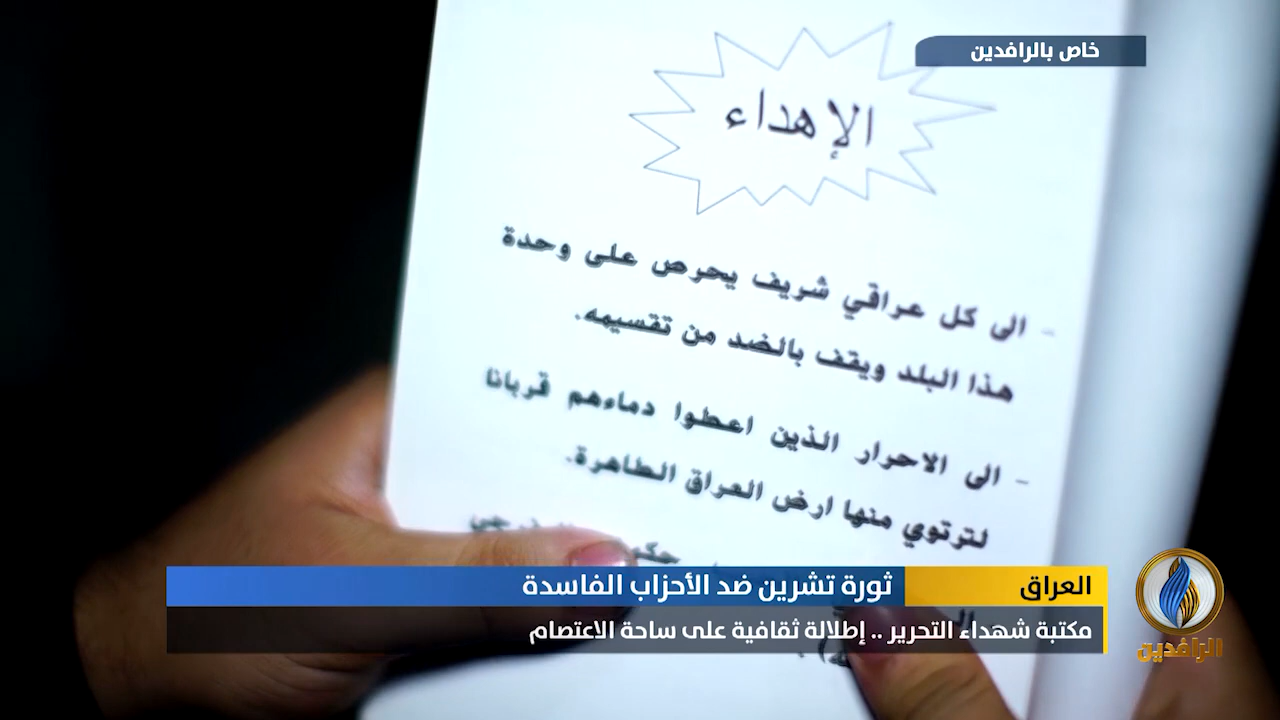 خاص بالرافدين
الإهداء
- الى كل عراقي شريف يحرص على وحدة
هذا البلد ويقف بالضد من تقسيمه.
- الى الاحرار الذين اعطوا دماءهم قربانا
لترتوي منها ارض العراق الطاهرة.
العراق
ثورة تشرين ضد الأحزاب الفاسدة
مكتبة شهداء التحرير .. إطلالة ثقافية على ساحة الاعتصام
الرافدين